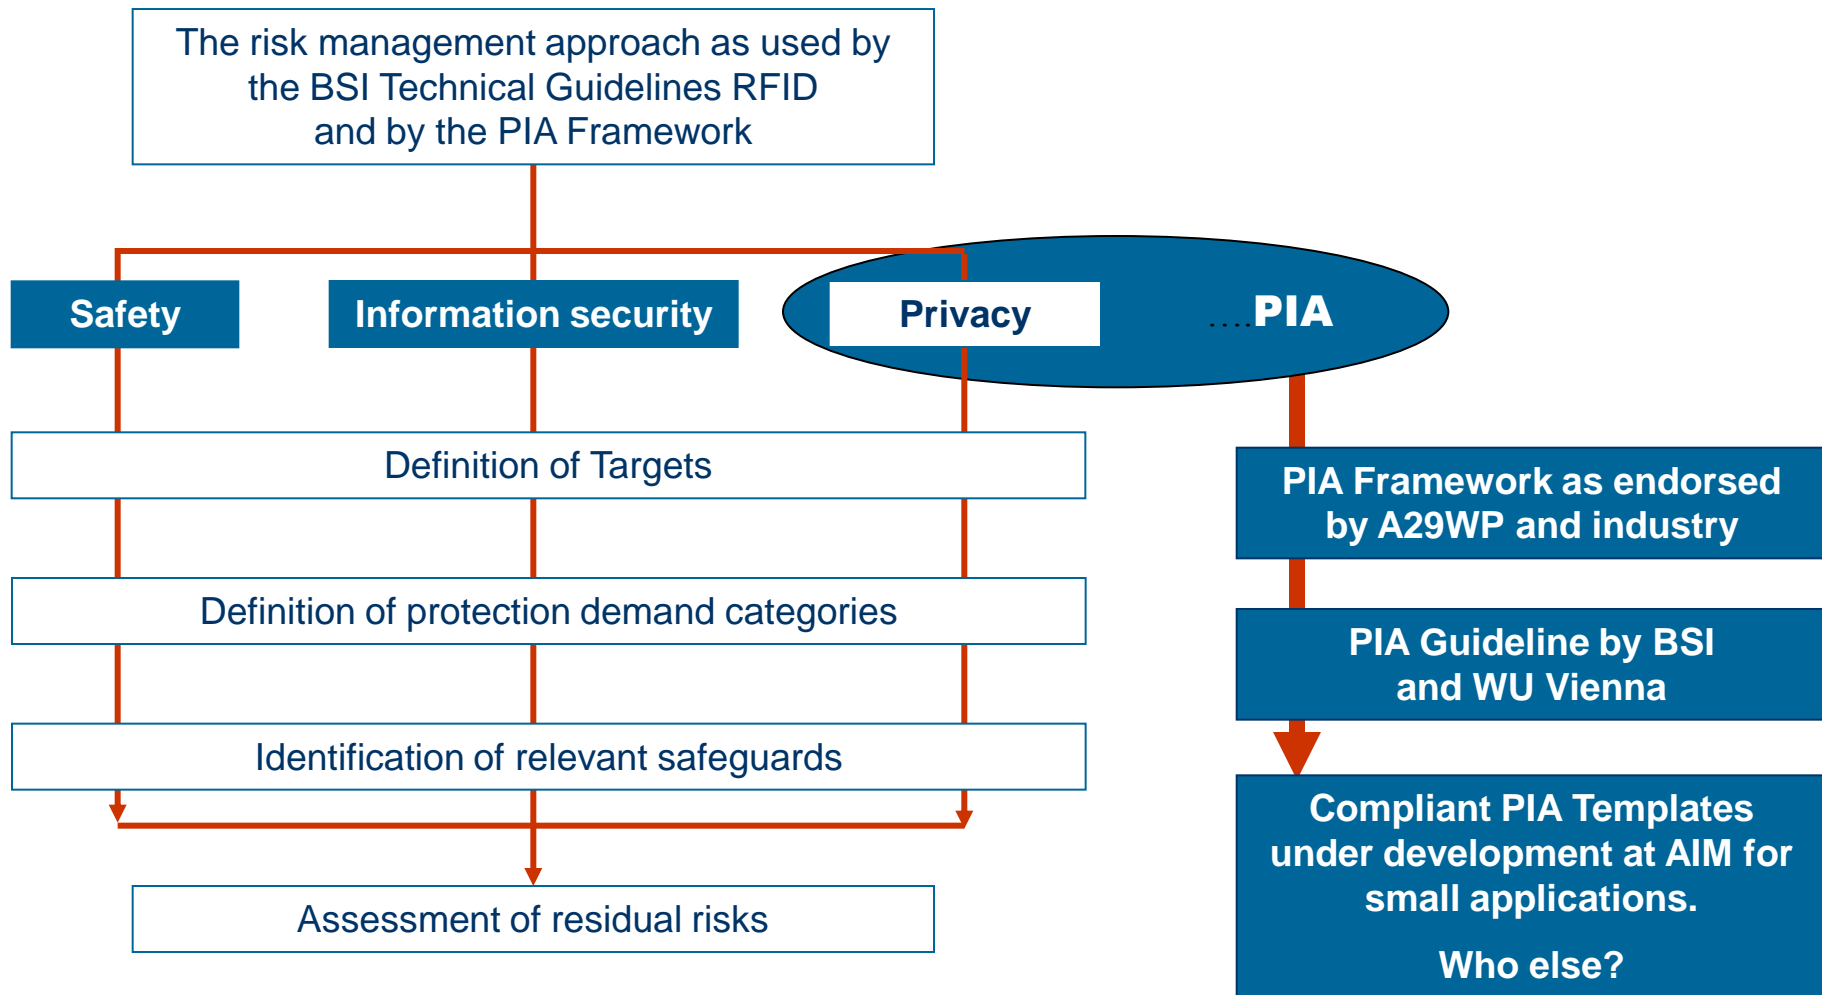 The risk management approach as used by
the BSI Technical Guidelines RFID
and by the PIA Framework
Safety
Information security
Privacy
....PIA
Definition of Targets
Definition of protection demand categories
Identification of relevant safeguards
Assessment of residual risks
PIA Framework as endorsed
by A29WP and industry
PIA Guideline by BSI
and WU Vienna
Compliant PIA Templates
under development at AIM for
small applications.
Who else?